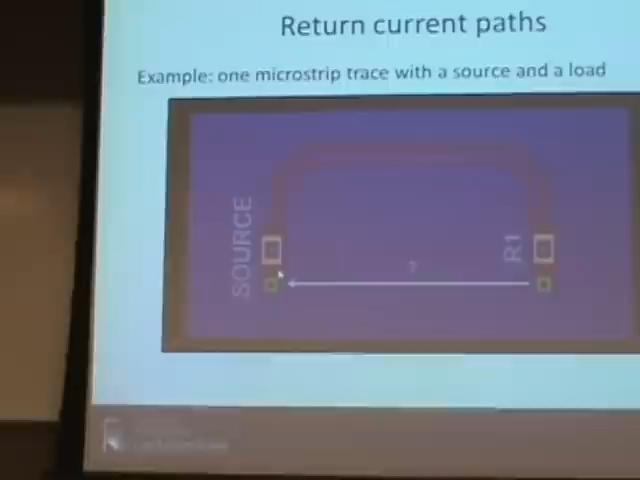 Return current paths
Example: one microstrip trace with a source and a load
SOURCE
R1
?